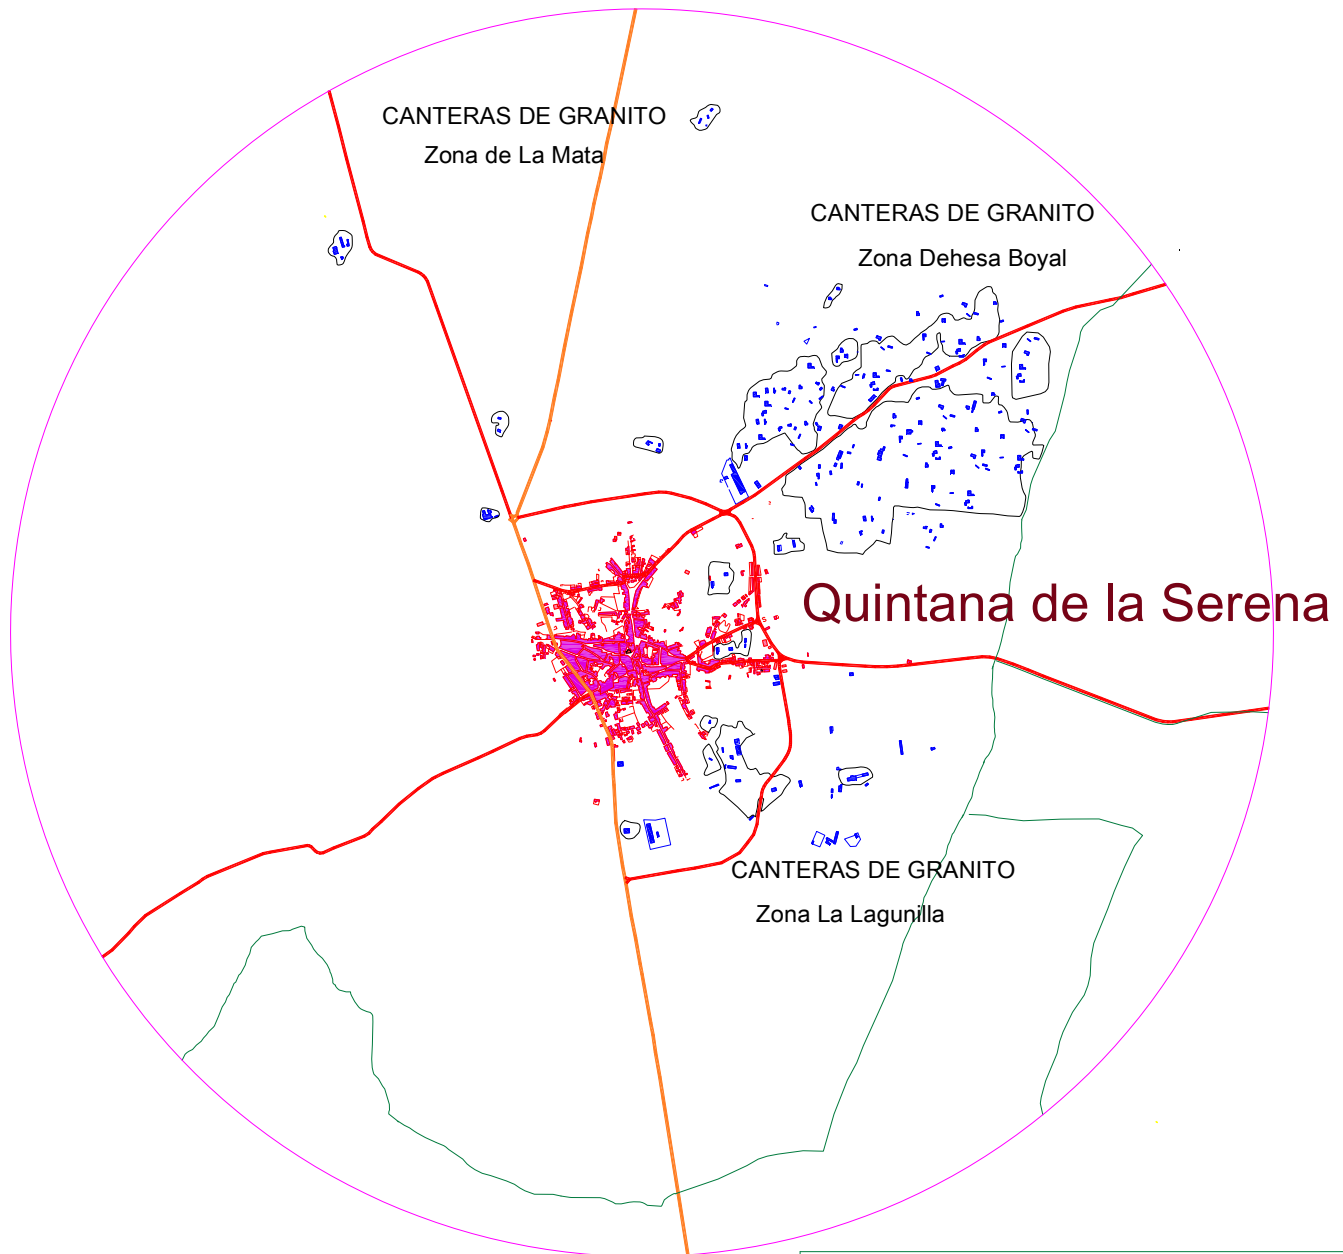 CANTERAS DE GRANITO
Zona de La Mata
CANTERAS DE GRANITO
Zona Dehesa Boyal
Quintana de la Serena
CANTERAS DE GRANITO
Zona La Lagunilla